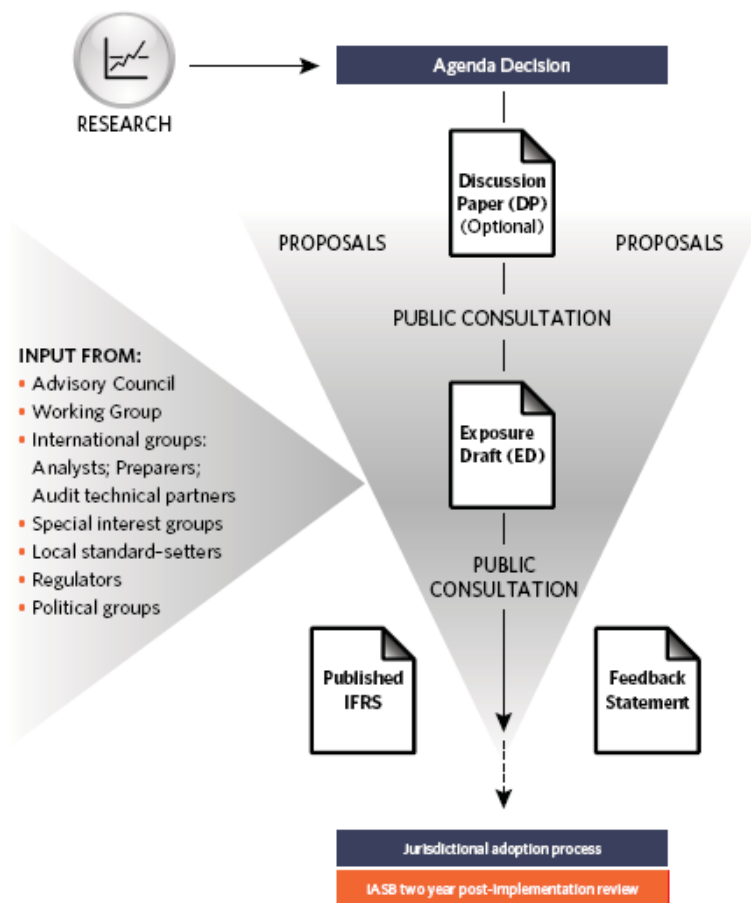 RESEARCH
Agenda Decision
Discussion
Paper (DP)
(Optional)
PROPOSALS
PROPOSALS
PUBLIC CONSULTATION
INPUT FROM:
• Advisory Council
• Working Group
• International groups:
Analysts; Preparers;
Audit technical partners
• Special interest groups
• Local standard-setters
• Regulators
• Political groups
Exposure
Draft (ED)
PUBLIC
CONSULTATION
Published
IFRS
Feedback
Statement
Jurisdictional adoption process
IASB two year post-implementation review